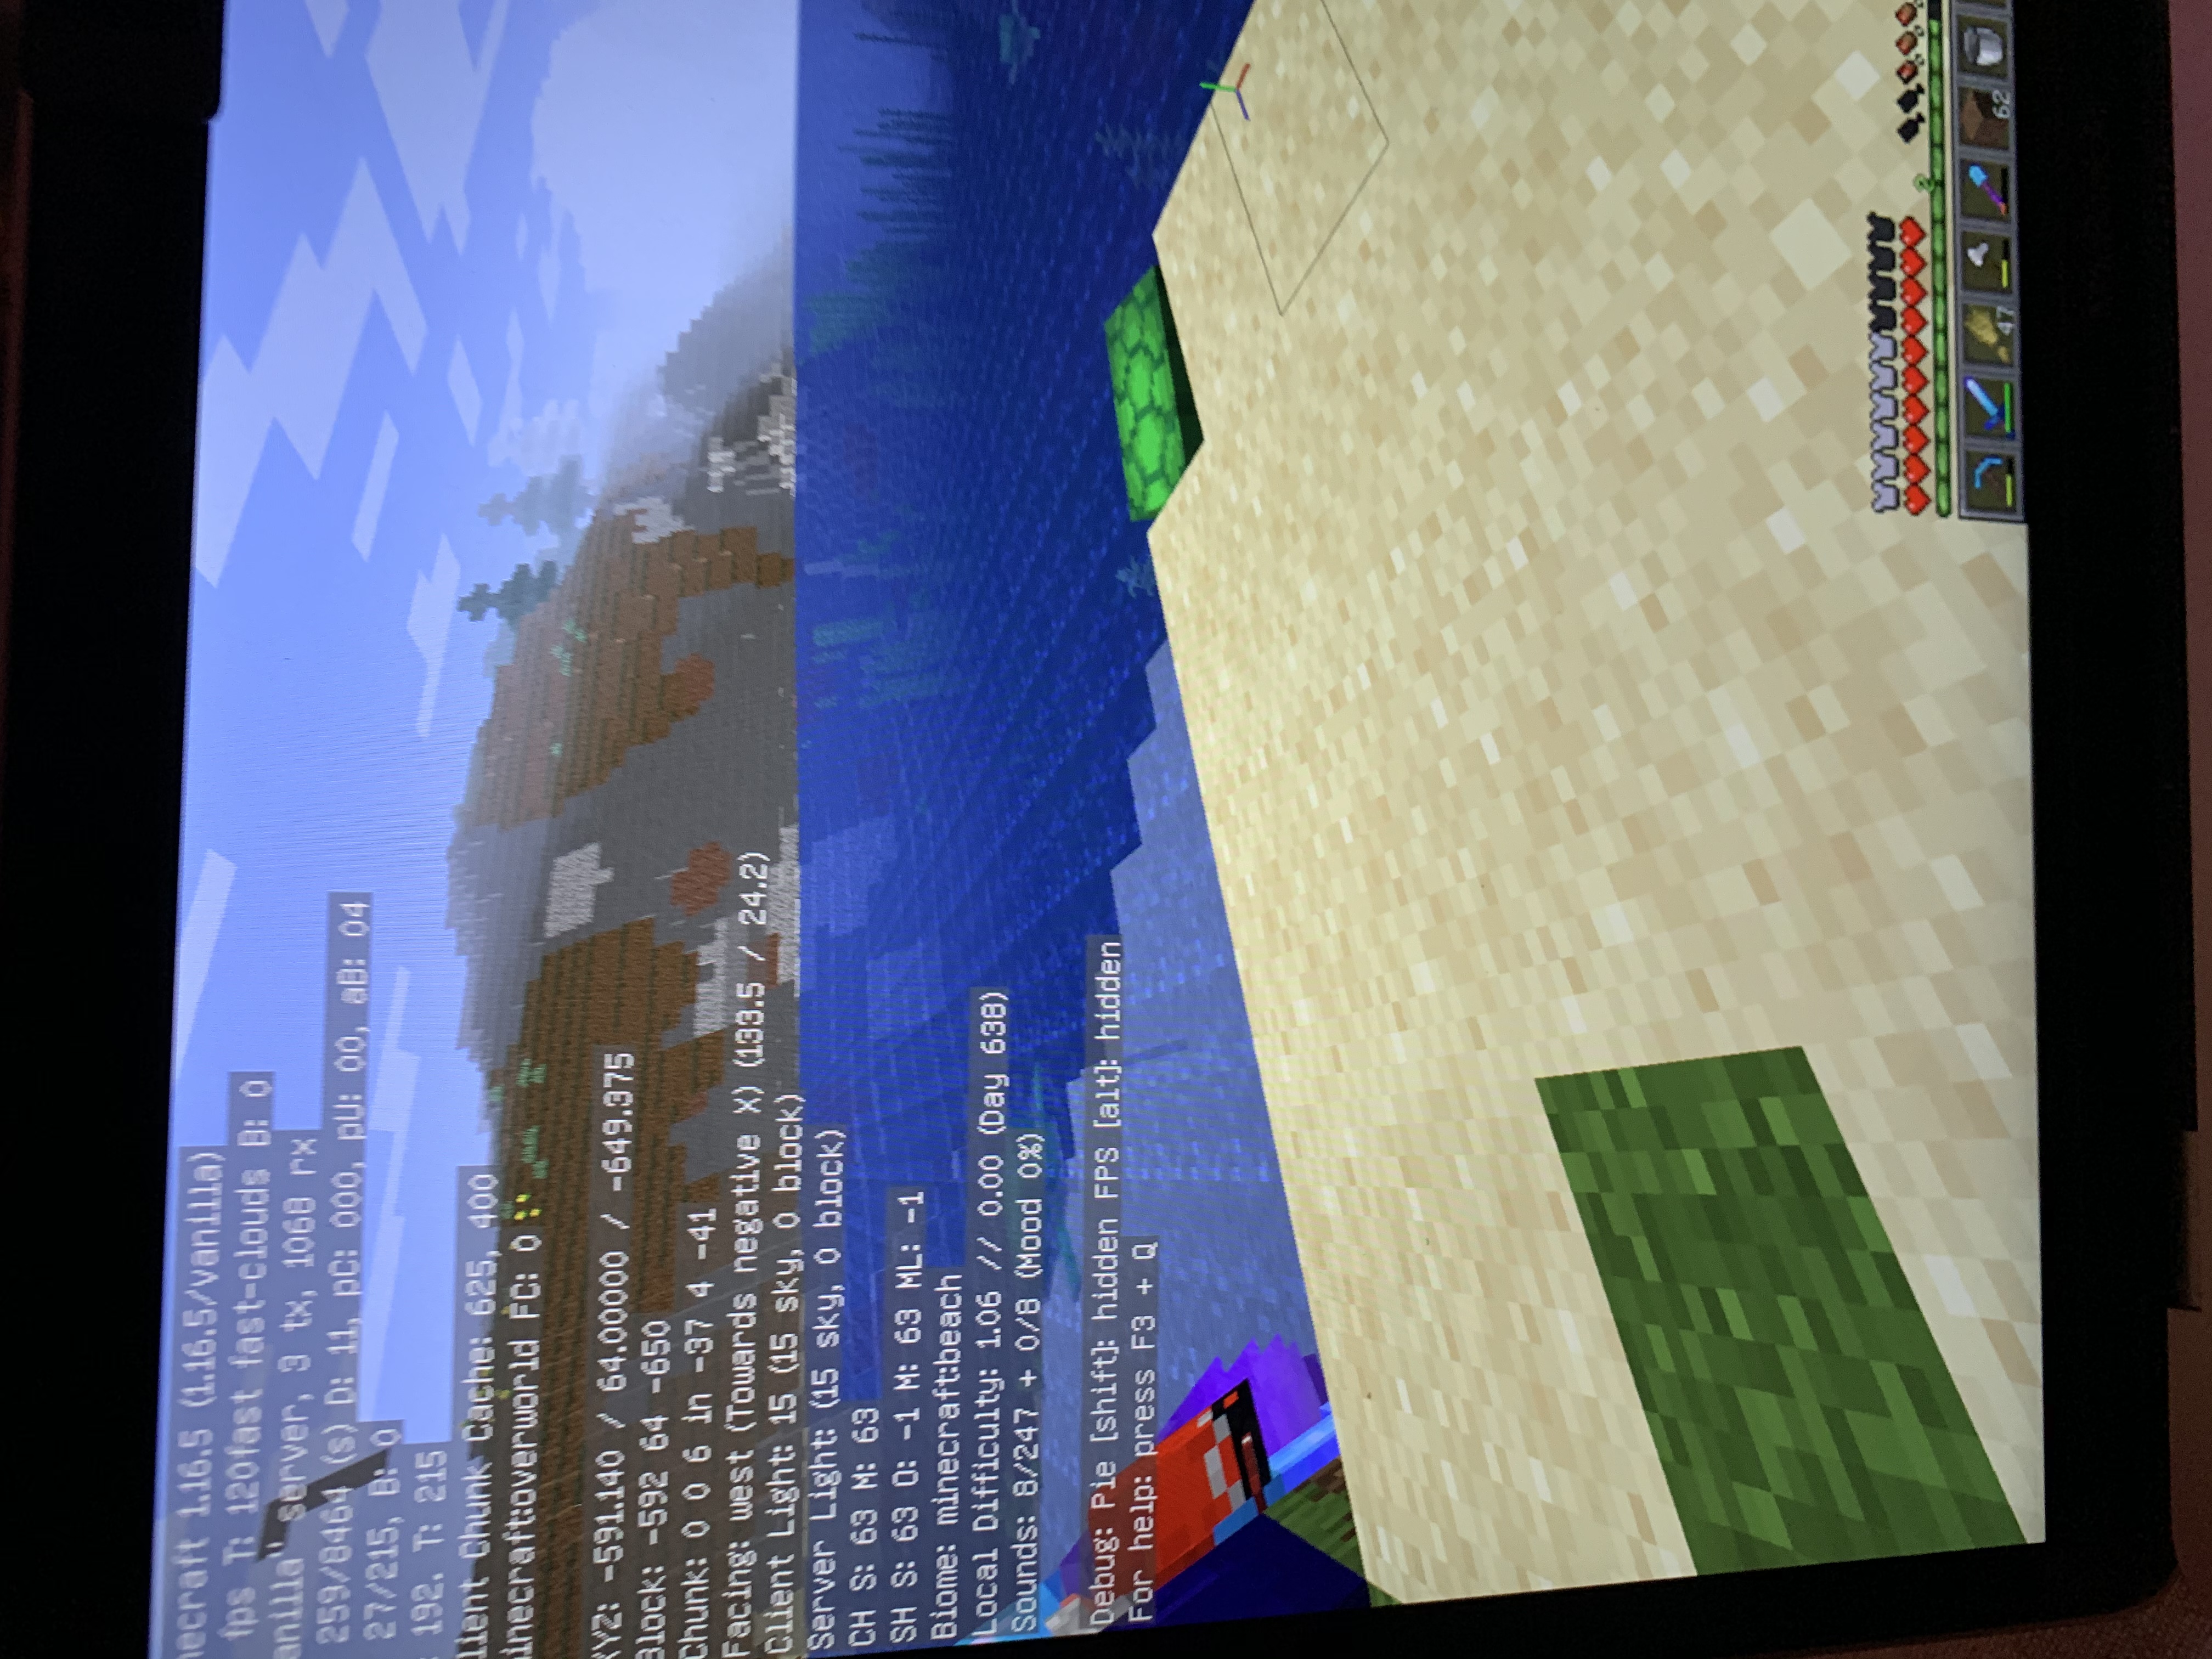 necraft 1.16.5 (1.16.5/vanilla)
fps T: 120fast fast-clouds B: 0
anilla" server, 3 tx, 1068 rx
259/8464 (s) D: 11, pC: 000, pU: 00, aB: 04
27/215, B: 0
: 192. T: 215
lient Chunk Cache: 625, 400
inecraft:overworld FC: 0
XYZ: -591.140 / 64.00000 / -649.375
Block: -592 64 -650
Chunk: 0 0 6 in -37 4 -41
Facing: west (Towards negative X) (133.5 / 24.2)
Client Light: 15 (15 sky, 0 block)
Server Light: (15 sky, 0 block)
CH S: 63 M: 63
SH S: 63 O: -1 M: 63 ML: -1
Biome: minecraft:beach
Local Difficulty: 1.06 // 0.00 (Day 638)
Sounds: 8/247 + 0/8 (Mood 0%)
Debug: Pie [shift]: hidden FPS [alt]: hidden
For help: press F3 + Q
2
47
62